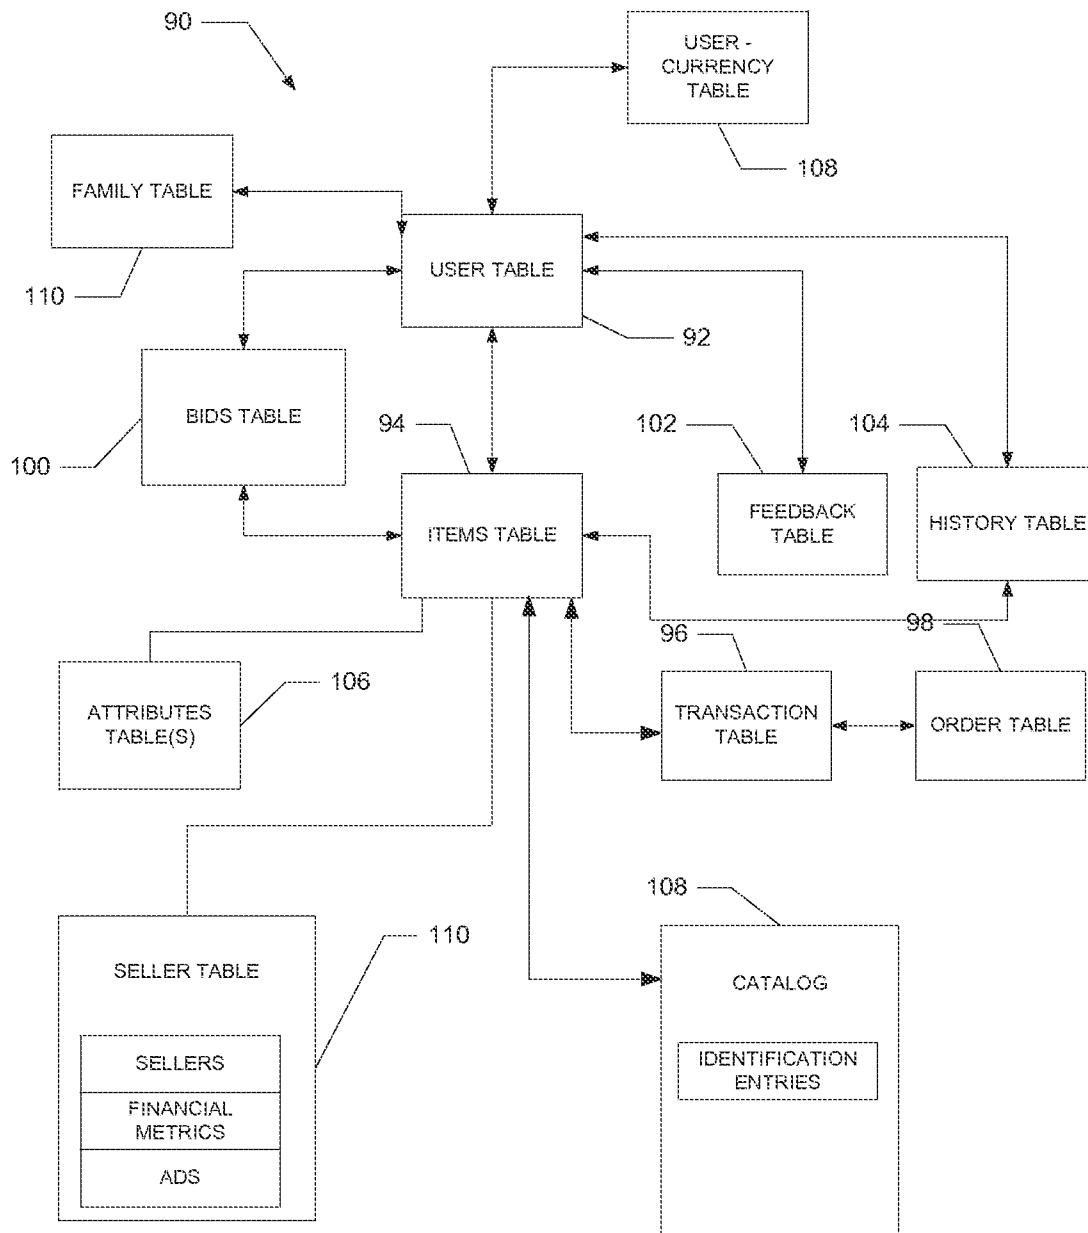 90
USER -
CURRENCY
TABLE
108
FAMILY TABLE
110
USER TABLE
92
BIDS TABLE
100
94
ITEMS TABLE
102
FEEDBACK
TABLE
104
HISTORY TABLE
ATTRIBUTES
TABLE(S)
106
96
TRANSACTION
TABLE
98
ORDER TABLE
SELLER TABLE
110
SELLERS
FINANCIAL
METRICS
ADS
108
CATALOG
IDENTIFICATION
ENTRIES